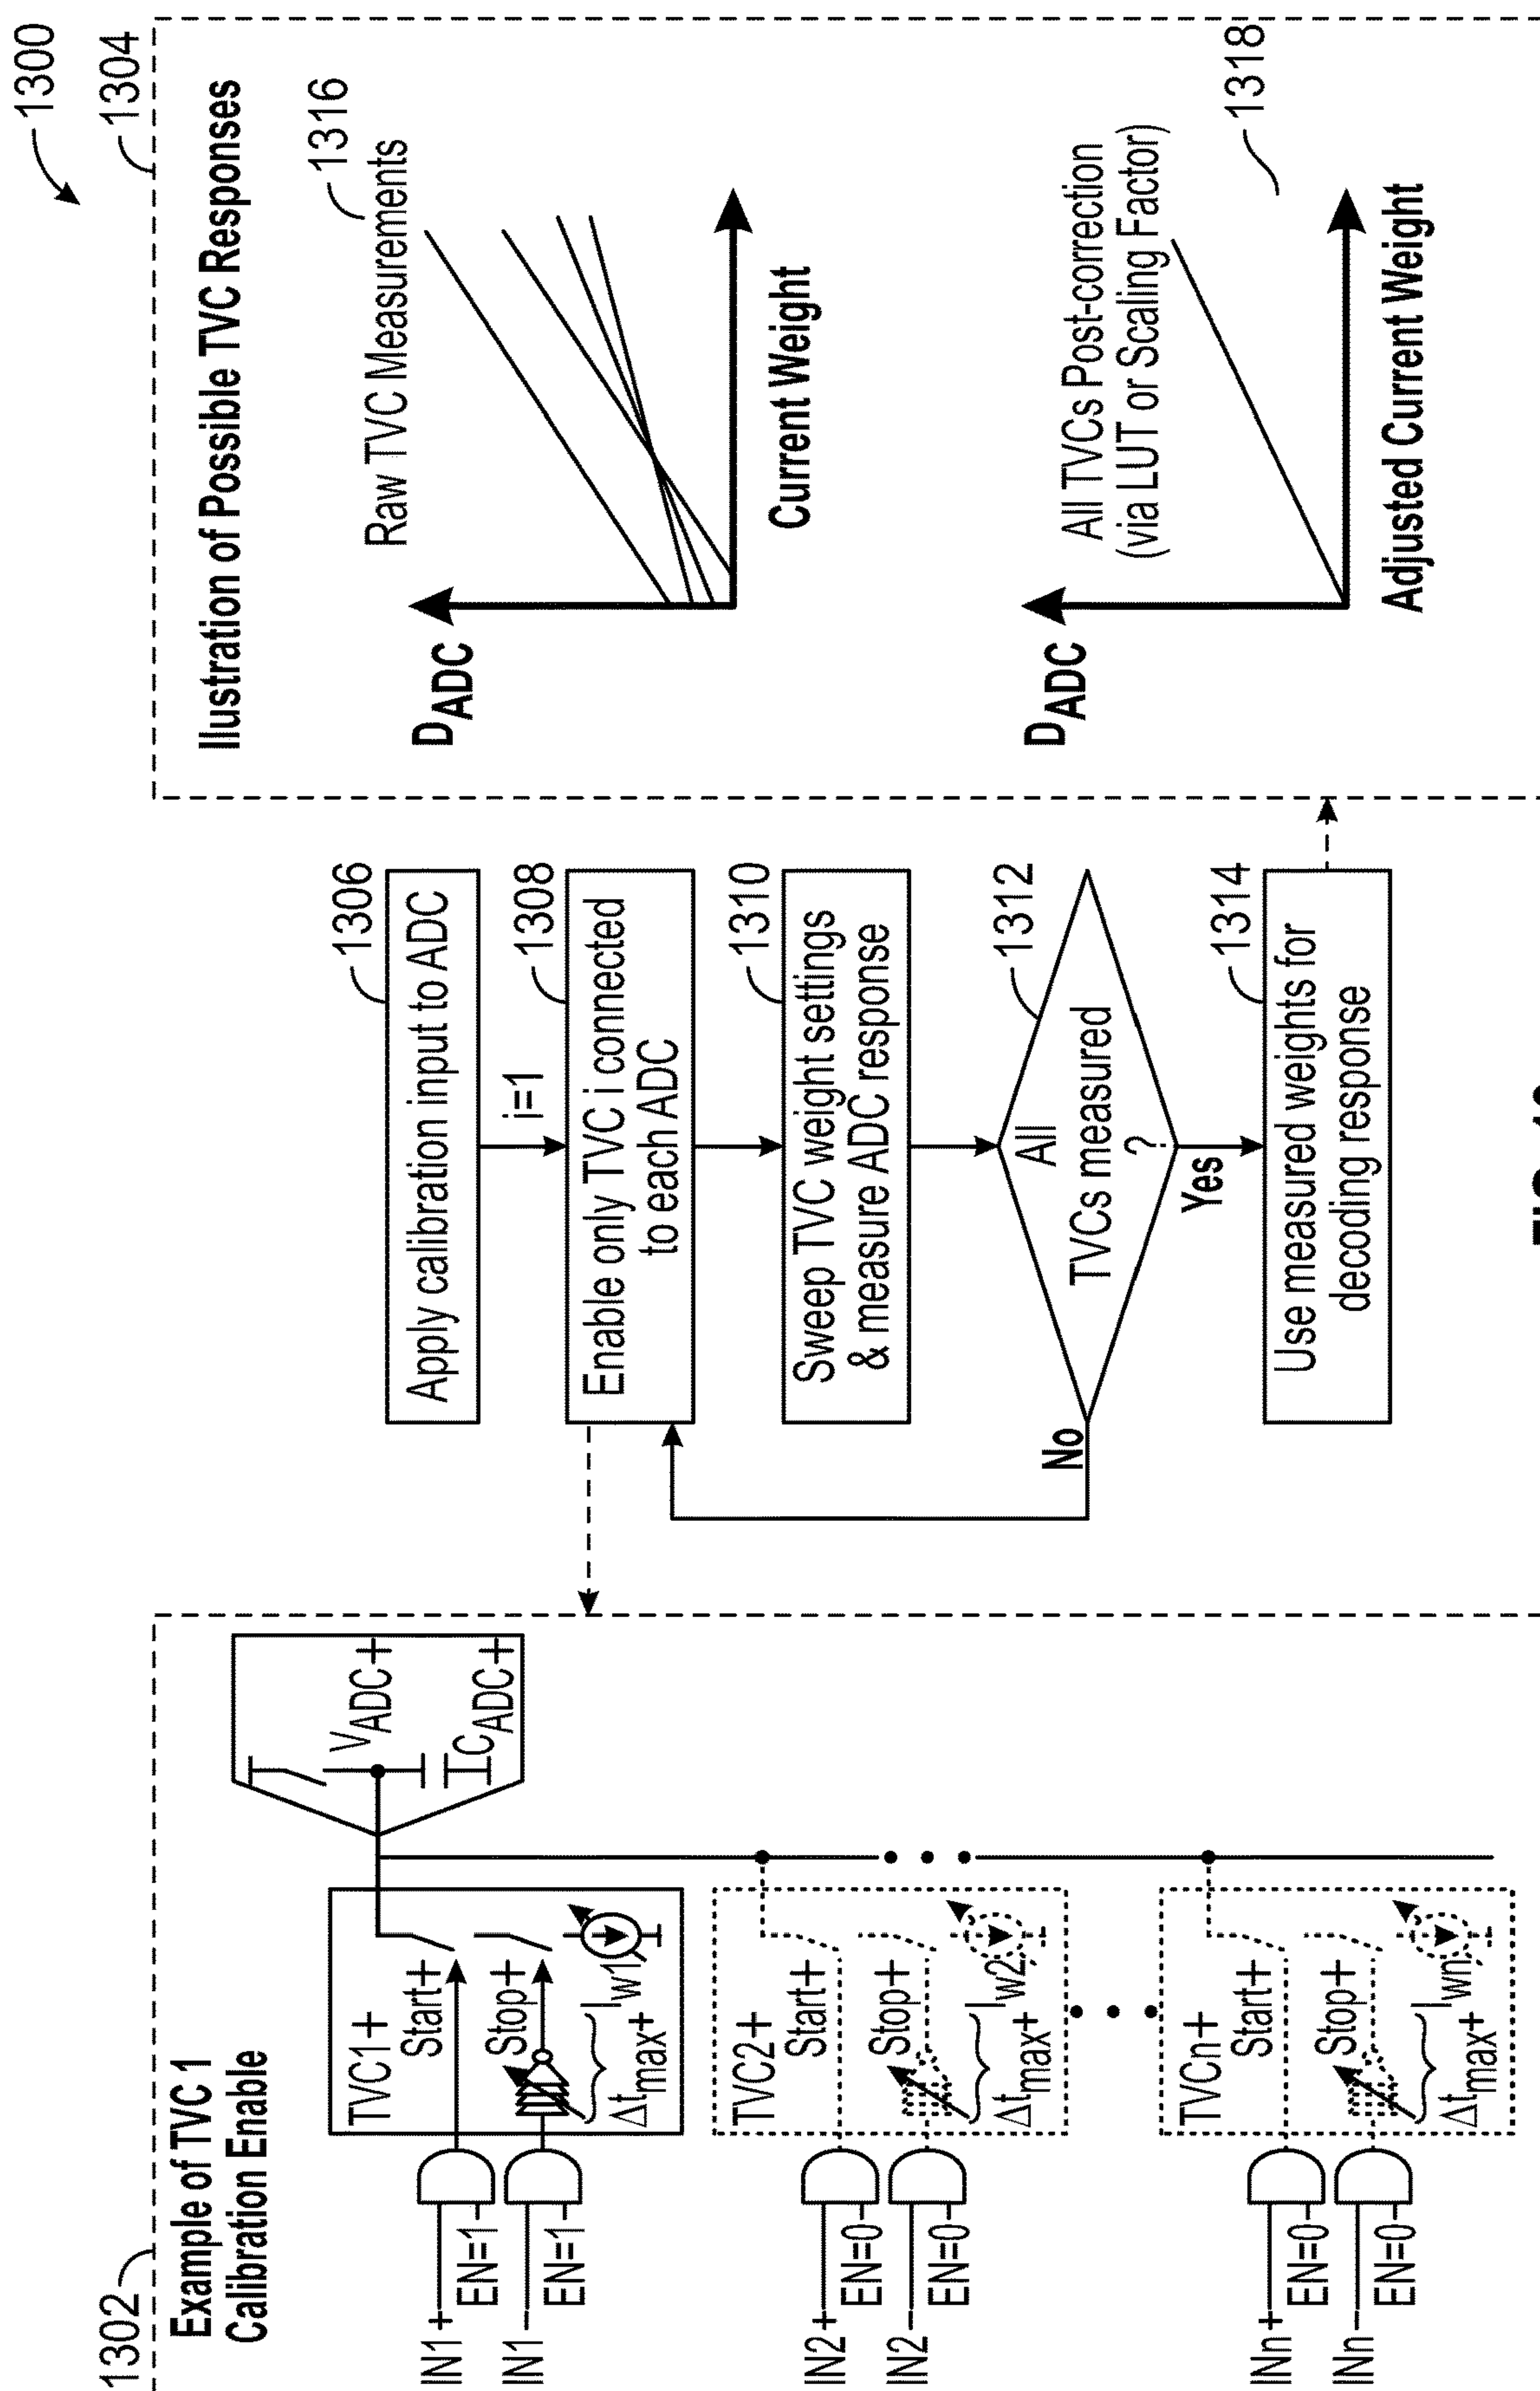 1300
1302
Example of TVC 1
Calibration Enable
IN1+
EN=1
IN1-
EN=1
TVC1+
Start+
Stop+
Iw1
Δtmax+
VADC+
CADC+
IN2+
EN=0
IN2-
EN=0
TVC2+
Start+
Stop+
Iw2
Δtmax+
INn+
EN=0
INn-
EN=0
TVCn+
Start+
Stop+
Iwn
Δtmax+
1306
Apply calibration input to ADC
i=1
1308
Enable only TVC i connected
to each ADC
1310
Sweep TVC weight settings
& measure ADC response
1312
All
TVCs measured
?
No
Yes
1314
Use measured weights for
decoding response
1304
Illustration of Possible TVC Responses
Raw TVC Measurements
1316
DADC
Current Weight
All TVCs Post-correction
(via LUT or Scaling Factor)
1318
DADC
Adjusted Current Weight